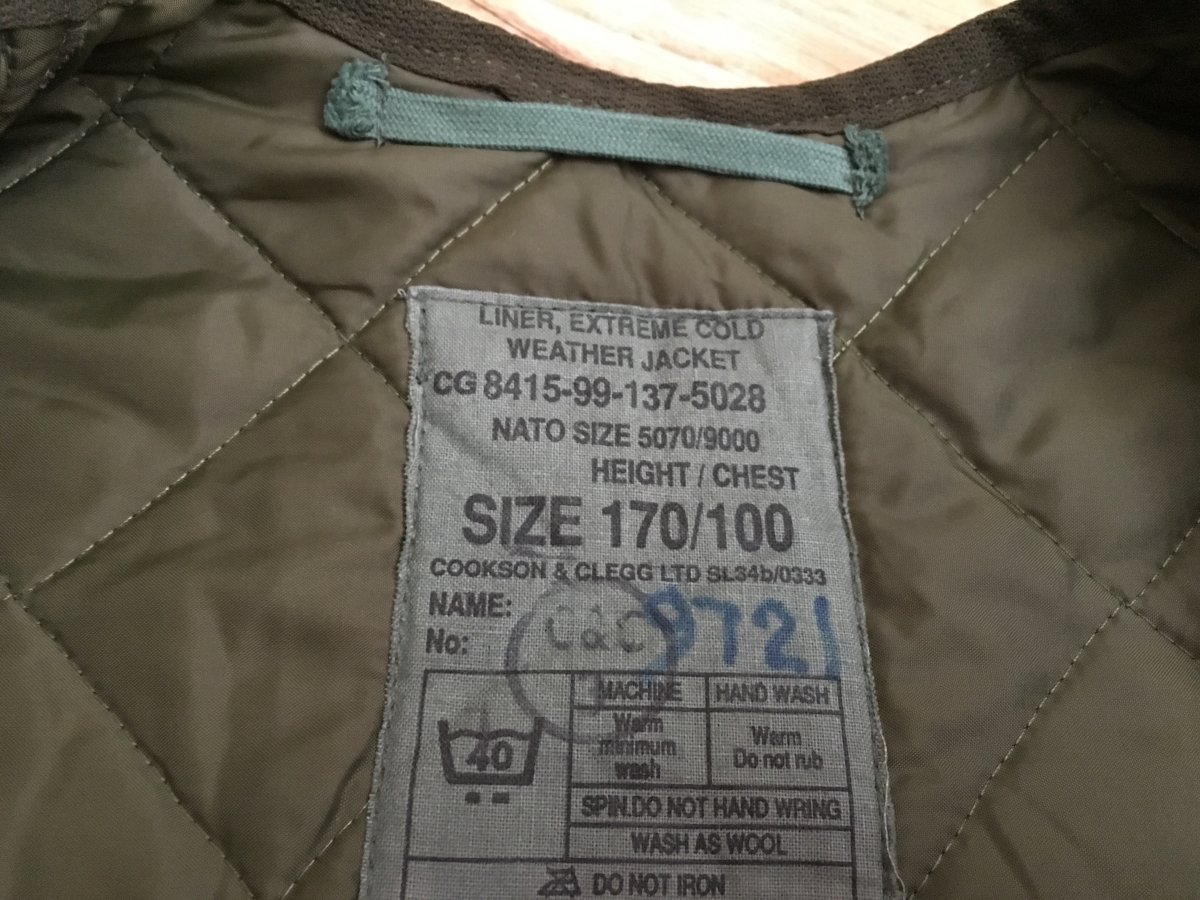 LINER, EXTREME COLD
WEATHER JACKET
CG 8415-99-137-5028
NATO SIZE 5070/9000
HEIGHT / CHEST
SIZE 170/100
COOKSON & CLEGG LTD SL34b/0333
NAME:
No:
C&C
9721
40
MACHINE
HAND WASH
Warm
minimum
wash
Warm
Do not rub
SPIN.DO NOT HAND WRING
WASH AS WOOL
DO NOT IRON